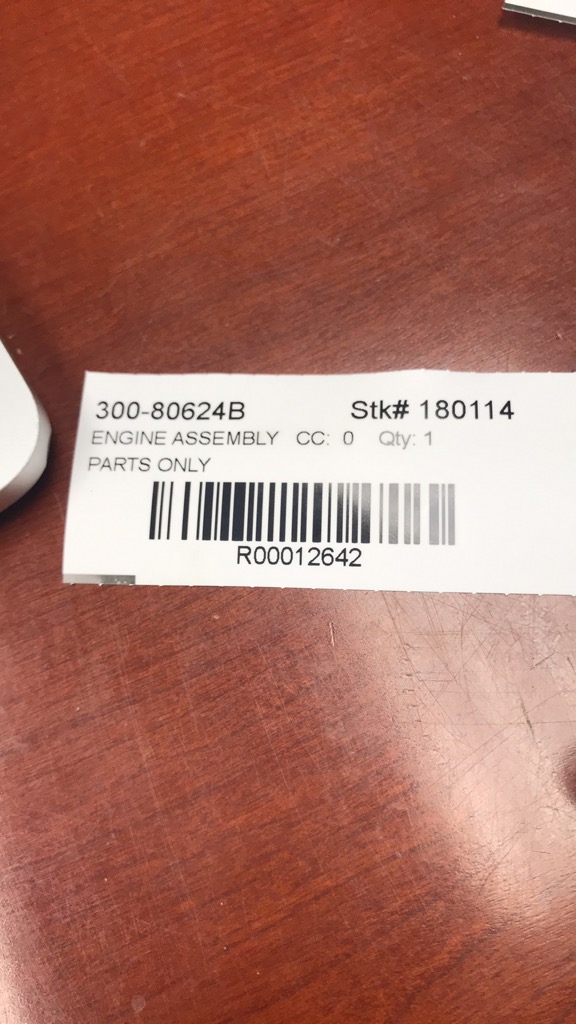 300-80624B Stk# 180114
ENGINE ASSEMBLY CC: 0 Qty: 1
PARTS ONLY
R00012642